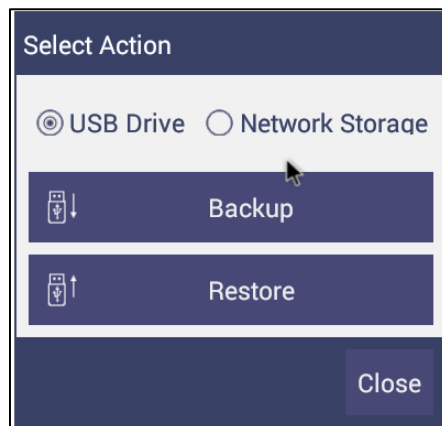 Select Action
USB Drive Network Storage
Backup
Restore
Close